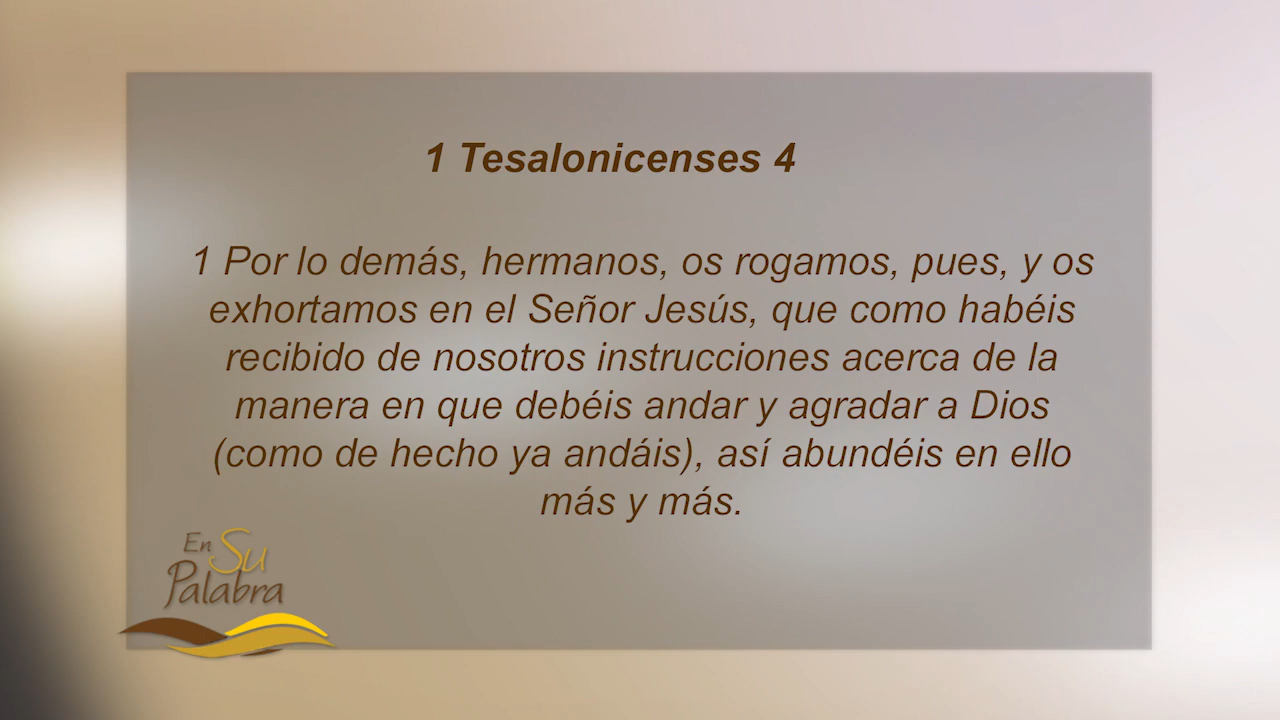 1 Tesalonicenses 4
1 Por lo demás, hermanos, os rogamos, pues, y os
exhortamos en el Señor Jesús, que como habéis
recibido de nosotros instrucciones acerca de la
manera en que debéis andar y agradar a Dios
(como de hecho ya andáis), así abundéis en ello
más y más.
En Su
Palabra